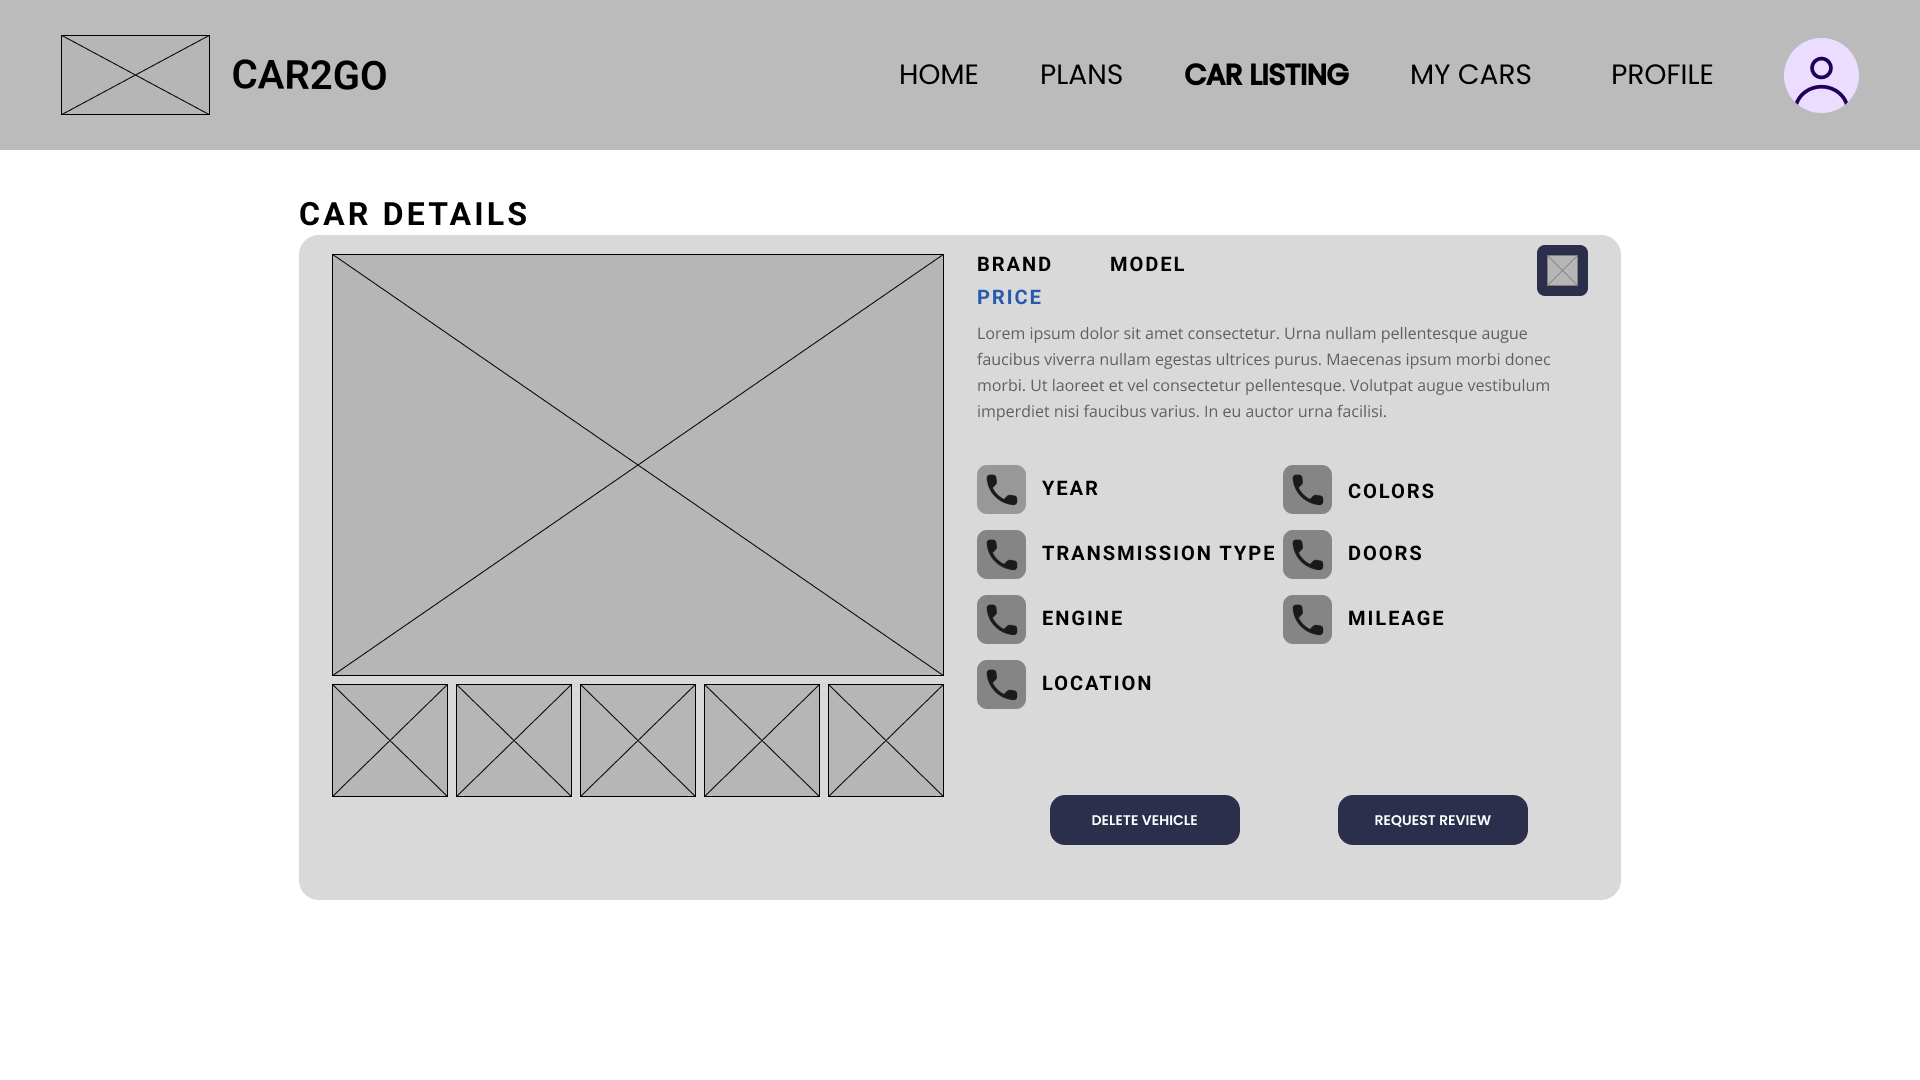 CAR2GO
HOME
PLANS
CAR LISTING
MY CARS
PROFILE
CAR DETAILS
BRAND
MODEL
PRICE
Lorem ipsum dolor sit amet consectetur. Urna nullam pellentesque augue
faucibus viverra nullam egestas ultrices purus. Maecenas ipsum morbi donec
morbi. Ut laoreet et vel consectetur pellentesque. Volutpat augue vestibulum
imperdiet nisi faucibus varius. In eu auctor urna facilisi.
YEAR
COLORS
TRANSMISSION TYPE
DOORS
ENGINE
MILEAGE
LOCATION
DELETE VEHICLE
REQUEST REVIEW